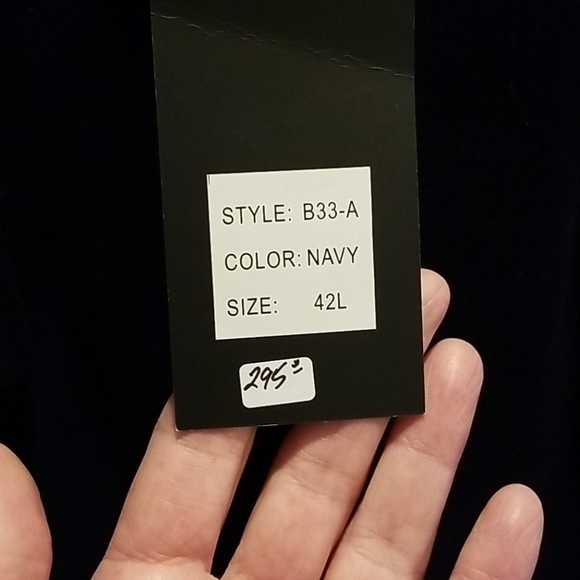 STYLE: B33-A
COLOR: NAVY
SIZE: 42L
295